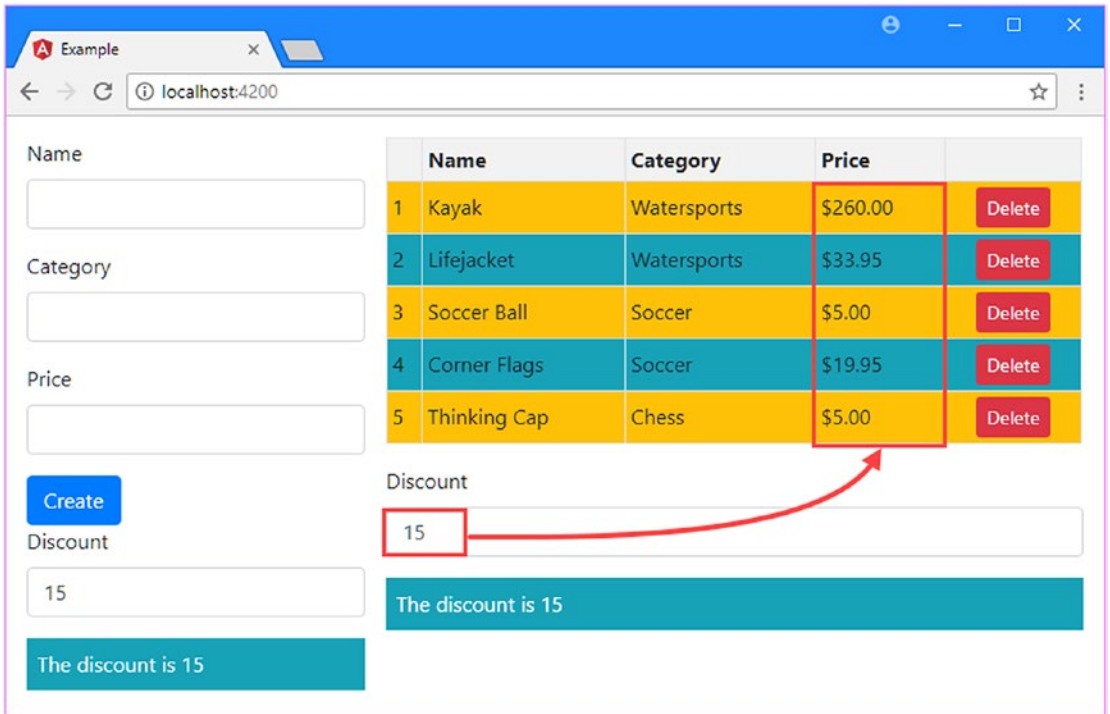 Example
localhost:4200
Name
Category
Price
Create
Discount
15
The discount is 15
Name Category Price
1 Kayak Watersports $260.00 Delete
2 Lifejacket Watersports $33.95 Delete
3 Soccer Ball Soccer $5.00 Delete
4 Corner Flags Soccer $19.95 Delete
5 Thinking Cap Chess $5.00 Delete
Discount
15
The discount is 15